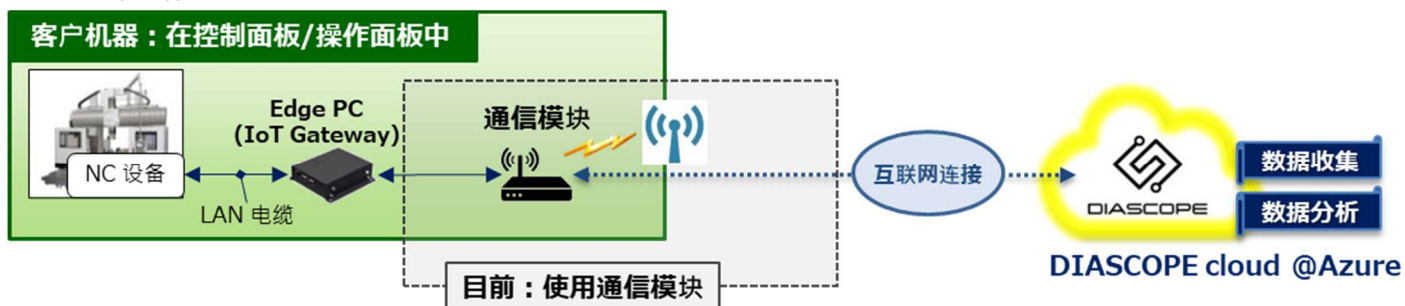 客户机器：在控制面板/操作面板中
Edge PC
(IoT Gateway)
通信模块
NC 设备
LAN 电缆
互联网连接
DIASCOPE
数据收集
数据分析
DIASCOPE cloud @Azure
目前：使用通信模块